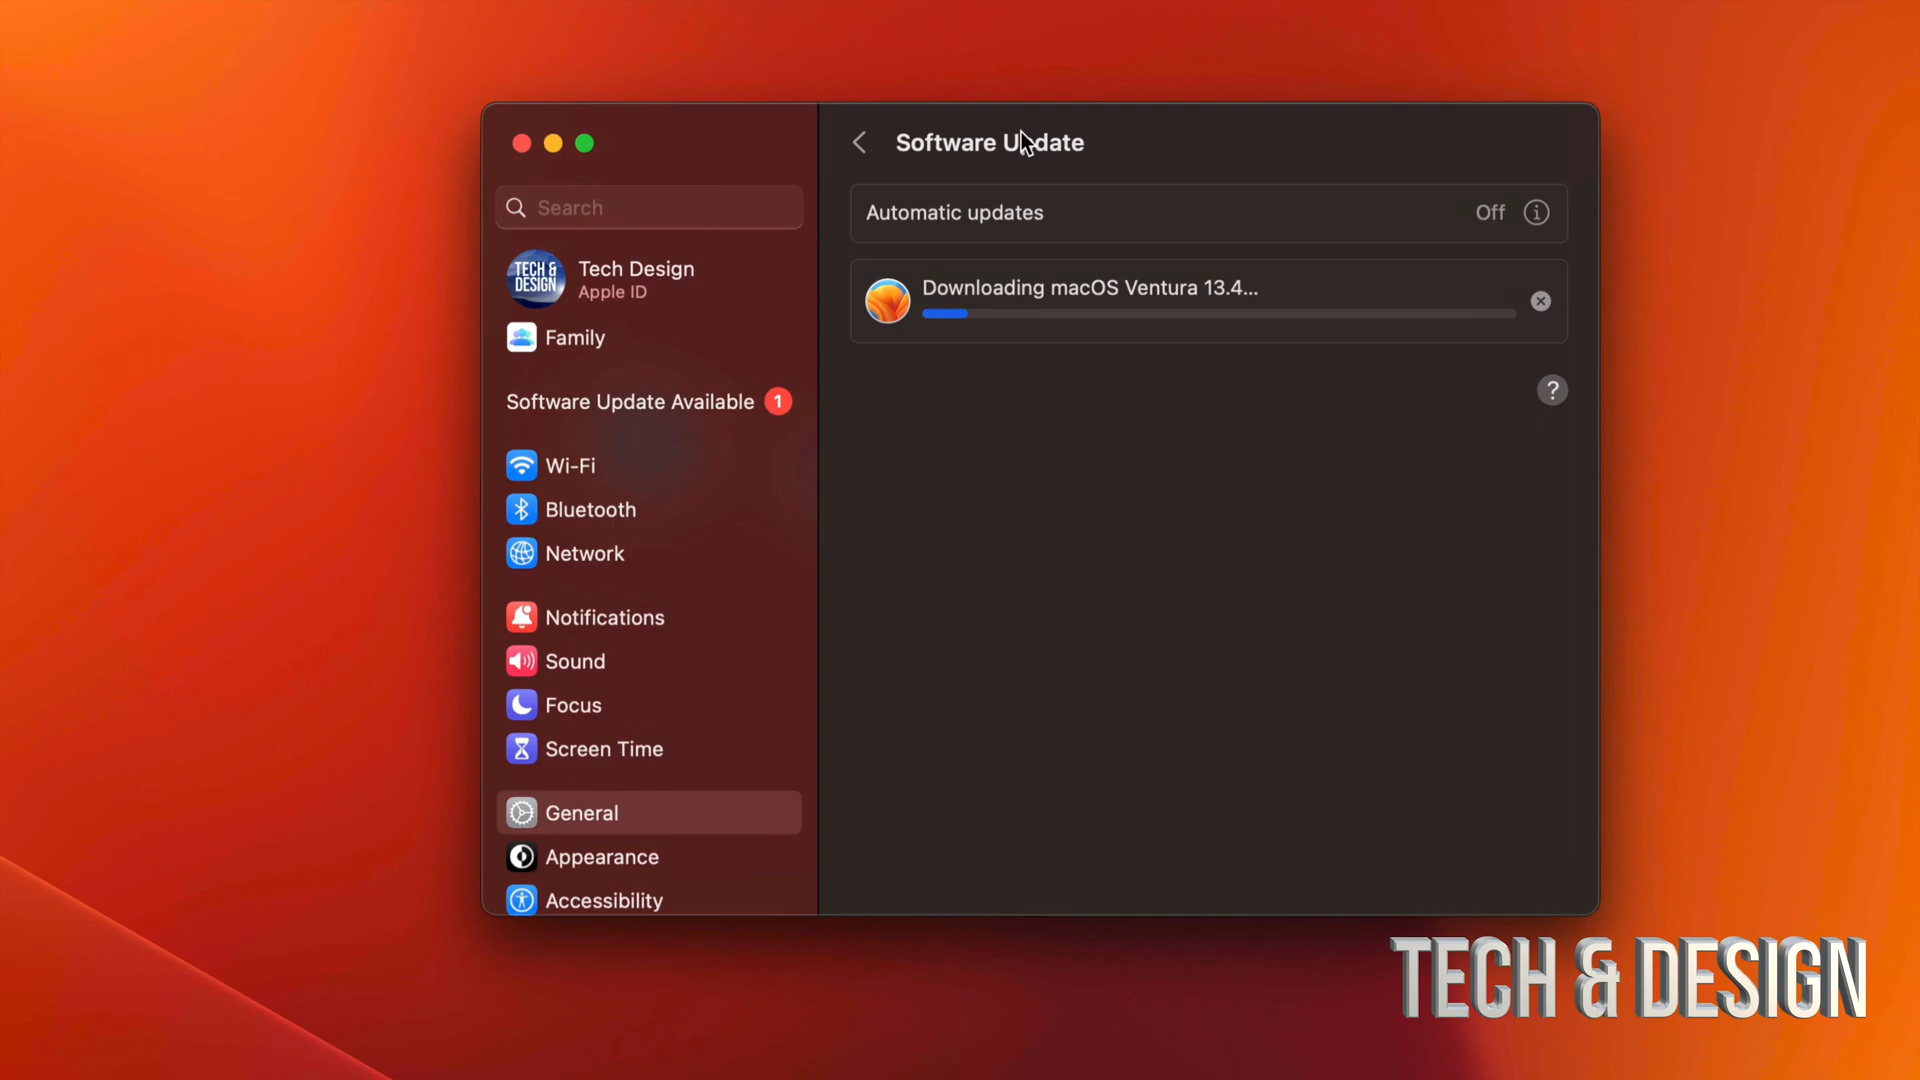 Search
TECH &
DESIGN
Tech Design
Apple ID
Family
Software Update Available 1
Wi-Fi
Bluetooth
Network
Notifications
Sound
Focus
Screen Time
General
Appearance
Accessibility
Software Update
Automatic updates Off
Downloading macOS Ventura 13.4...
?
TECH & DESIGN